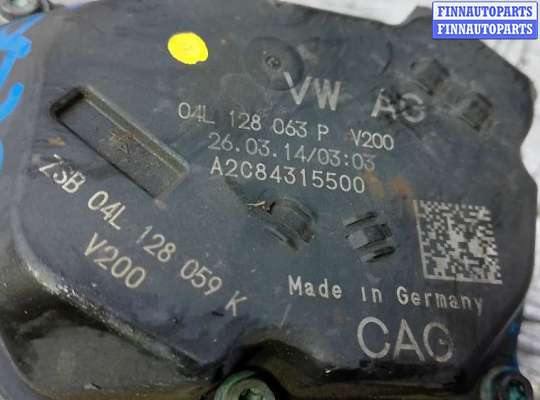 FINNAUTOPARTS
FINNAUTOPARTS
VW AG
04L 128 063 P V200
26.03.14/03:03
A2C84315500
ZSB 04L 128 059 K
V200
Made in Germany
CAG